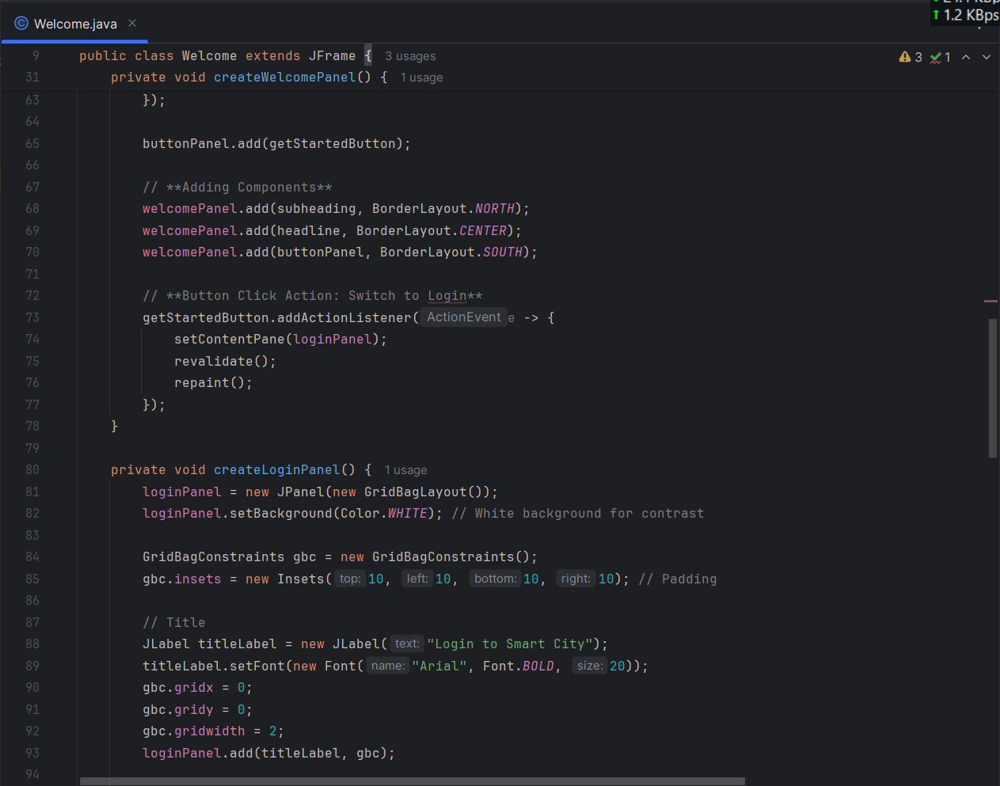 Welcome.java
1.2 KBps
9 public class Welcome extends JFrame { 3 usages
3 1
31 private void createWelcomePanel() { 1 usage
63 });
64
65 buttonPanel.add(getStartedButton);
66
67 // **Adding Components**
68 welcomePanel.add(subheading, BorderLayout.NORTH);
69 welcomePanel.add(headline, BorderLayout.CENTER);
70 welcomePanel.add(buttonPanel, BorderLayout.SOUTH);
71
72 // **Button Click Action: Switch to Login**
73 getStartedButton.addActionListener( ActionEvent e -> {
74 setContentPane(loginPanel);
75 revalidate();
76 repaint();
77 });
78 }
79
80 private void createLoginPanel() { 1 usage
81 loginPanel = new JPanel(new GridBagLayout());
82 loginPanel.setBackground(Color.WHITE); // White background for contrast
83
84 GridBagConstraints gbc = new GridBagConstraints();
85 gbc.insets = new Insets( top: 10, left: 10, bottom: 10, right: 10); // Padding
86
87 // Title
88 JLabel titleLabel = new JLabel( text: "Login to Smart City");
89 titleLabel.setFont(new Font( name: "Arial", Font.BOLD, size: 20));
90 gbc.gridx = 0;
91 gbc.gridy = 0;
92 gbc.gridwidth = 2;
93 loginPanel.add(titleLabel, gbc);
94